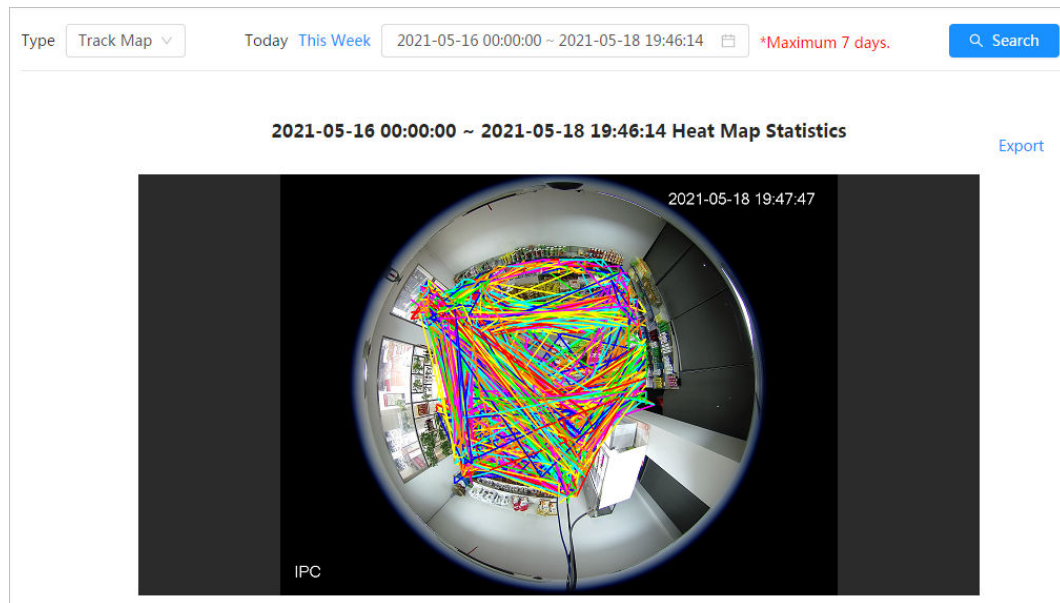 Type Track Map Today This Week 2021-05-16 00:00:00 ~ 2021-05-18 19:46:14 *Maximum 7 days. Search
2021-05-16 00:00:00 ~ 2021-05-18 19:46:14 Heat Map Statistics
Export
2021-05-18 19:47:47
IPC